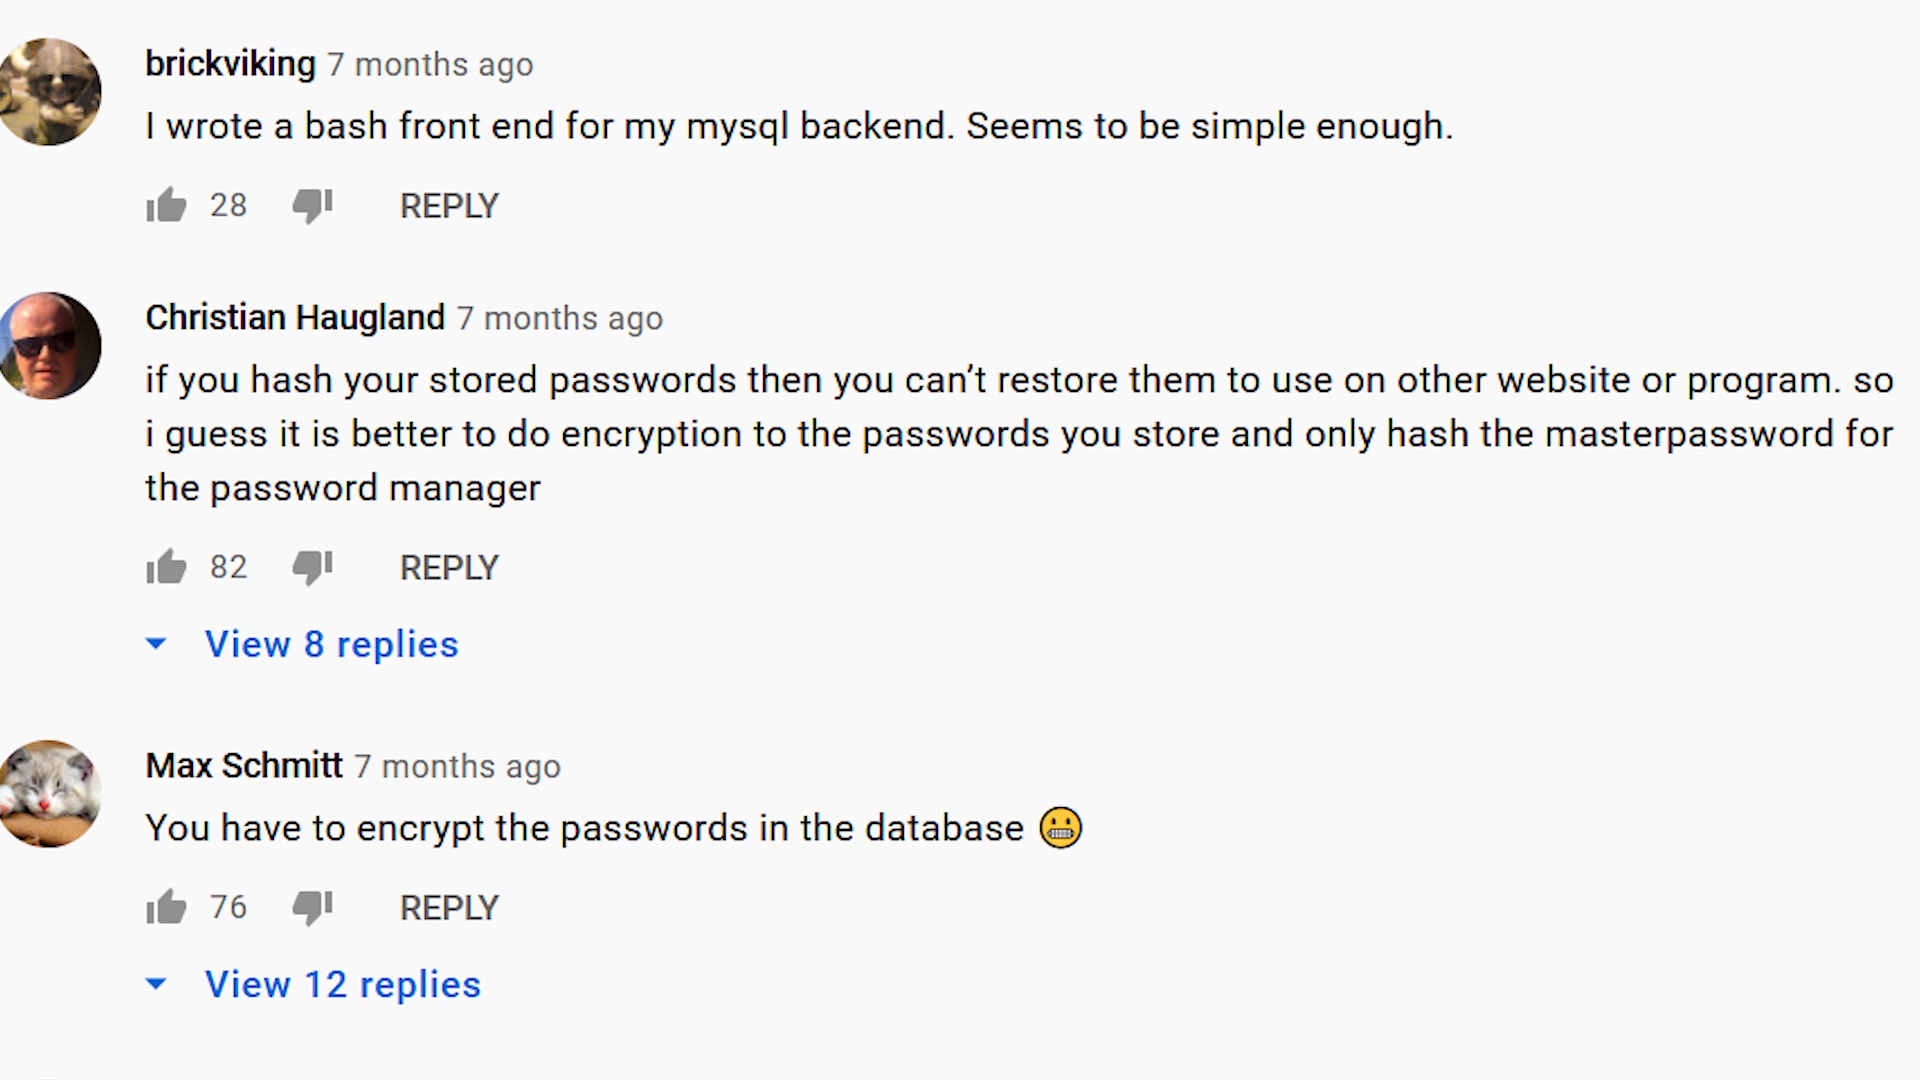 brickviking 7 months ago
I wrote a bash front end for my mysql backend. Seems to be simple enough.
28 REPLY
Christian Haugland 7 months ago
if you hash your stored passwords then you can’t restore them to use on other website or program. so
i guess it is better to do encryption to the passwords you store and only hash the masterpassword for
the password manager
82 REPLY
View 8 replies
Max Schmitt 7 months ago
You have to encrypt the passwords in the database 😬
76 REPLY
View 12 replies